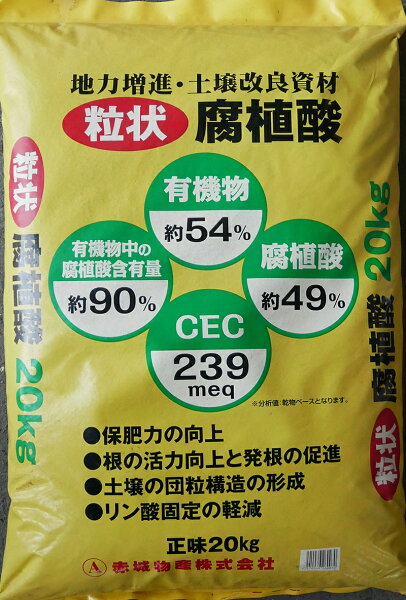 地力増進・土壌改良資材
粒状 腐植酸
有機物
約54%
有機物中の
腐植酸含有量
約90%
腐植酸
約49%
CEC
239
meq
※分析値:乾物ベースとなります。
●保肥力の向上
●根の活力向上と発根の促進
●土壌の団粒構造の形成
●リン酸固定の軽減
正味20kg
赤城物産株式会社
粒状 腐植酸 20kg
粒状 腐植酸 20kg